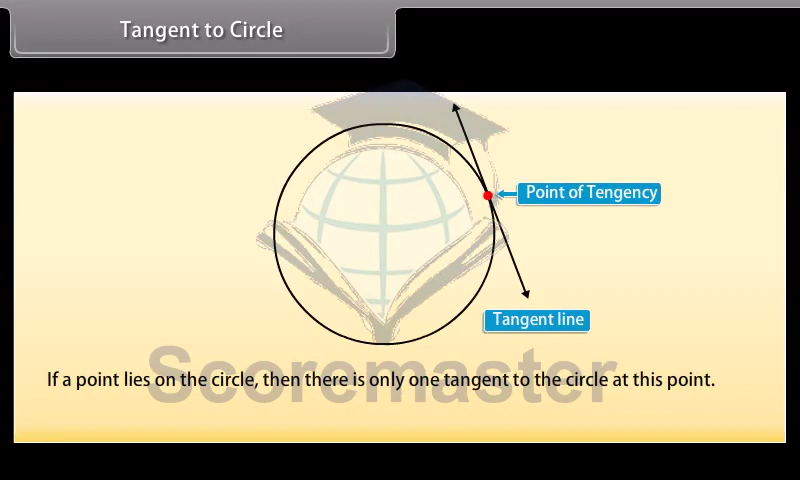 Tangent to Circle
Point of Tengency
Tangent line
Scoremaster
If a point lies on the circle, then there is only one tangent to the circle at this point.